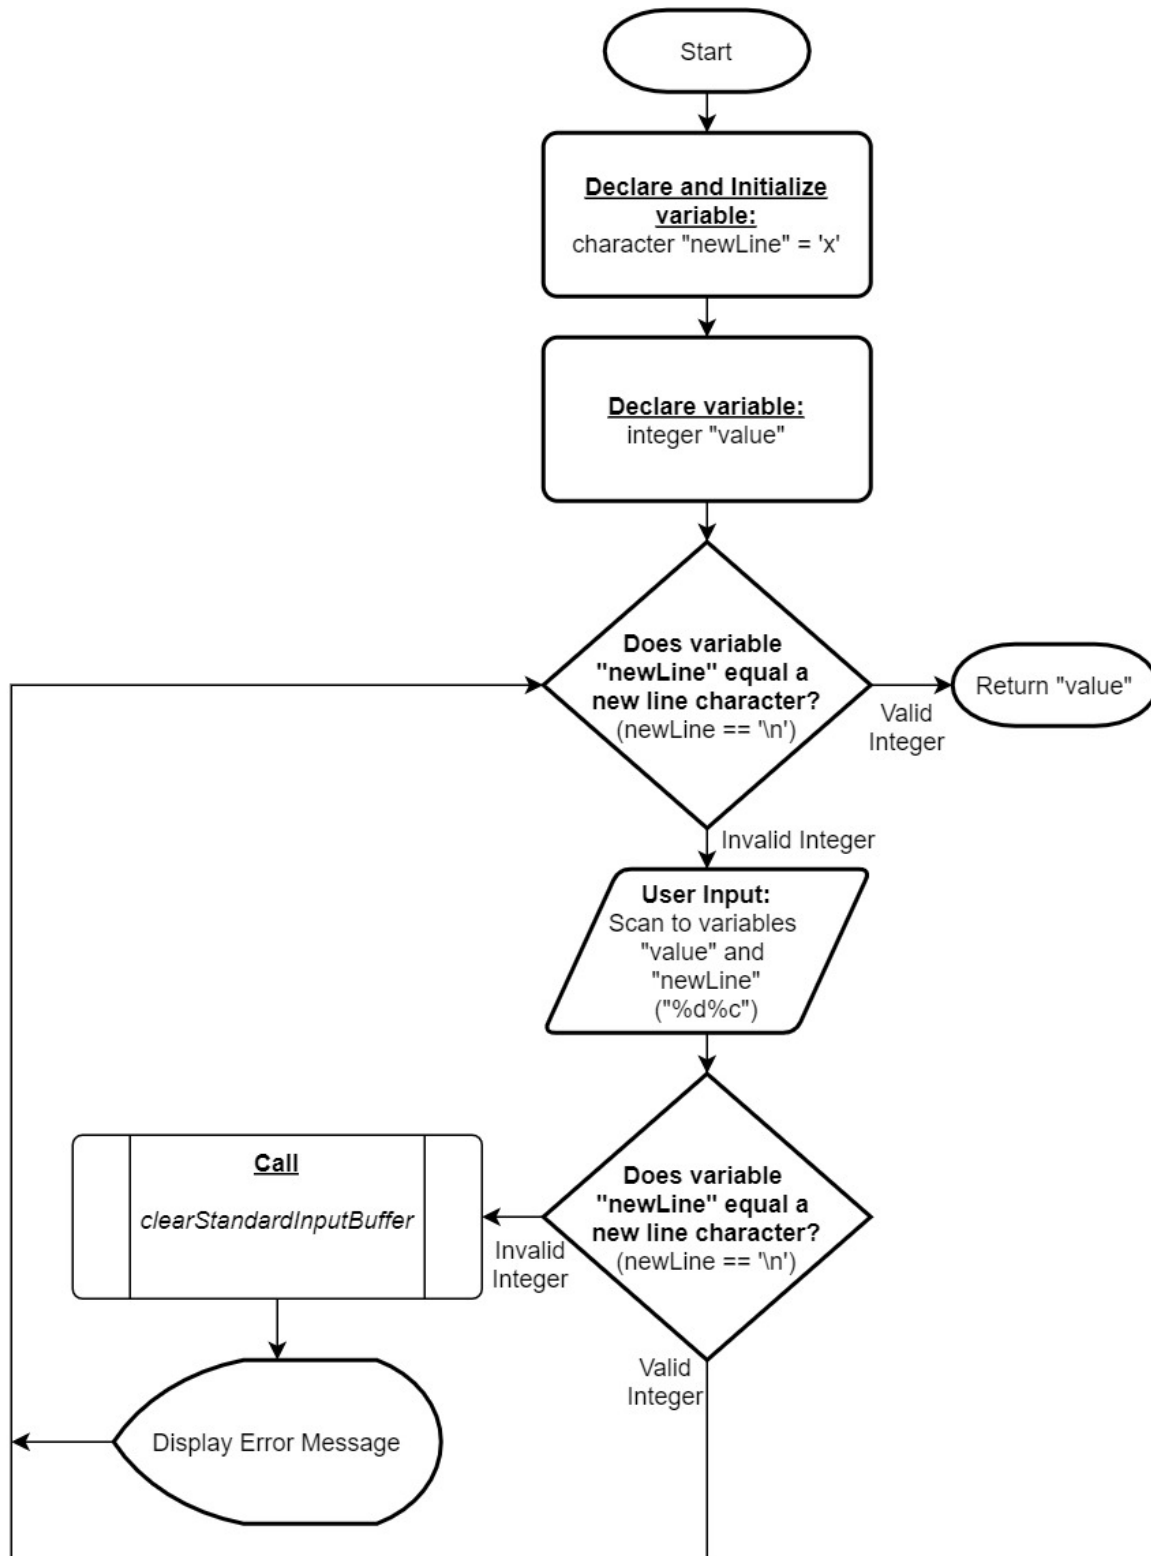 Start
Declare and Initialize
variable:
character "newLine" = 'x'
Declare variable:
integer "value"
Does variable
"newLine" equal a
new line character?
(newLine == '\n')
Valid
Integer
Return "value"
Invalid Integer
User Input:
Scan to variables
"value" and
"newLine"
("%d%c")
Does variable
"newLine" equal a
new line character?
(newLine == '\n')
Invalid
Integer
Call
clearStandardInputBuffer
Valid
Integer
Display Error Message